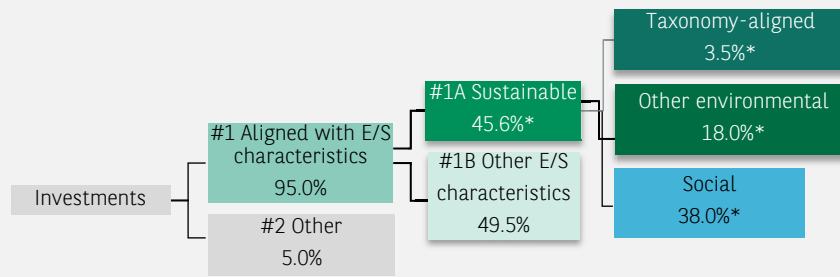 Investments
#1 Aligned with E/S
characteristics
95.0%
#2 Other
5.0%
#1A Sustainable
45.6%*
#1B Other E/S
characteristics
49.5%
Taxonomy-aligned
3.5%*
Other environmental
18.0%*
Social
38.0%*